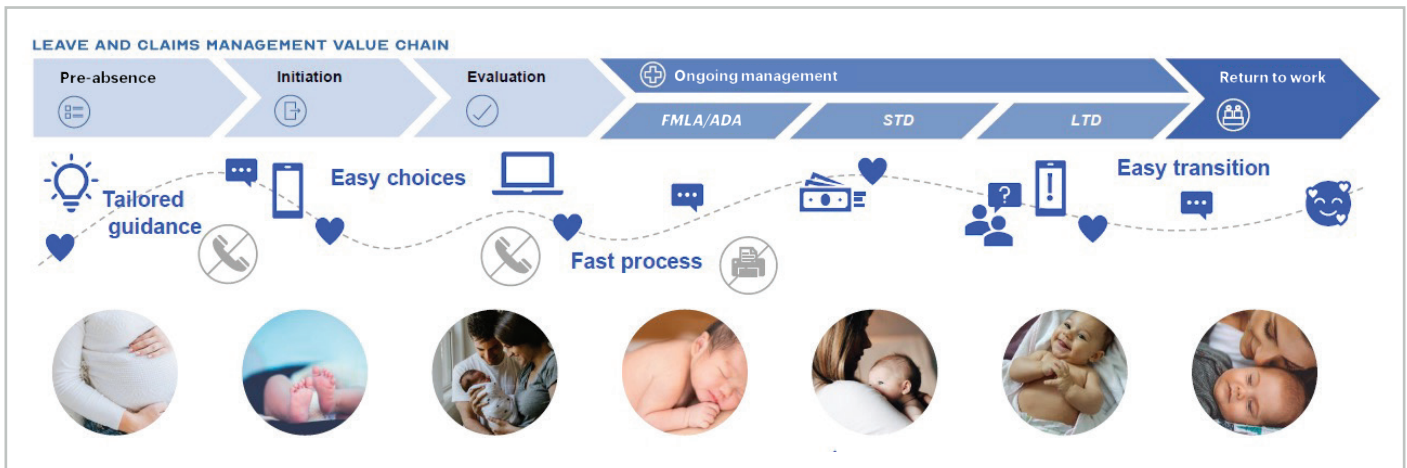 LEAVE AND CLAIMS MANAGEMENT VALUE CHAIN
Pre-absence
Initiation
Evaluation
Ongoing management
Return to work
FMLA/ADA
STD
LTD
Tailored
guidance
Easy choices
Fast process
?
!
Easy transition